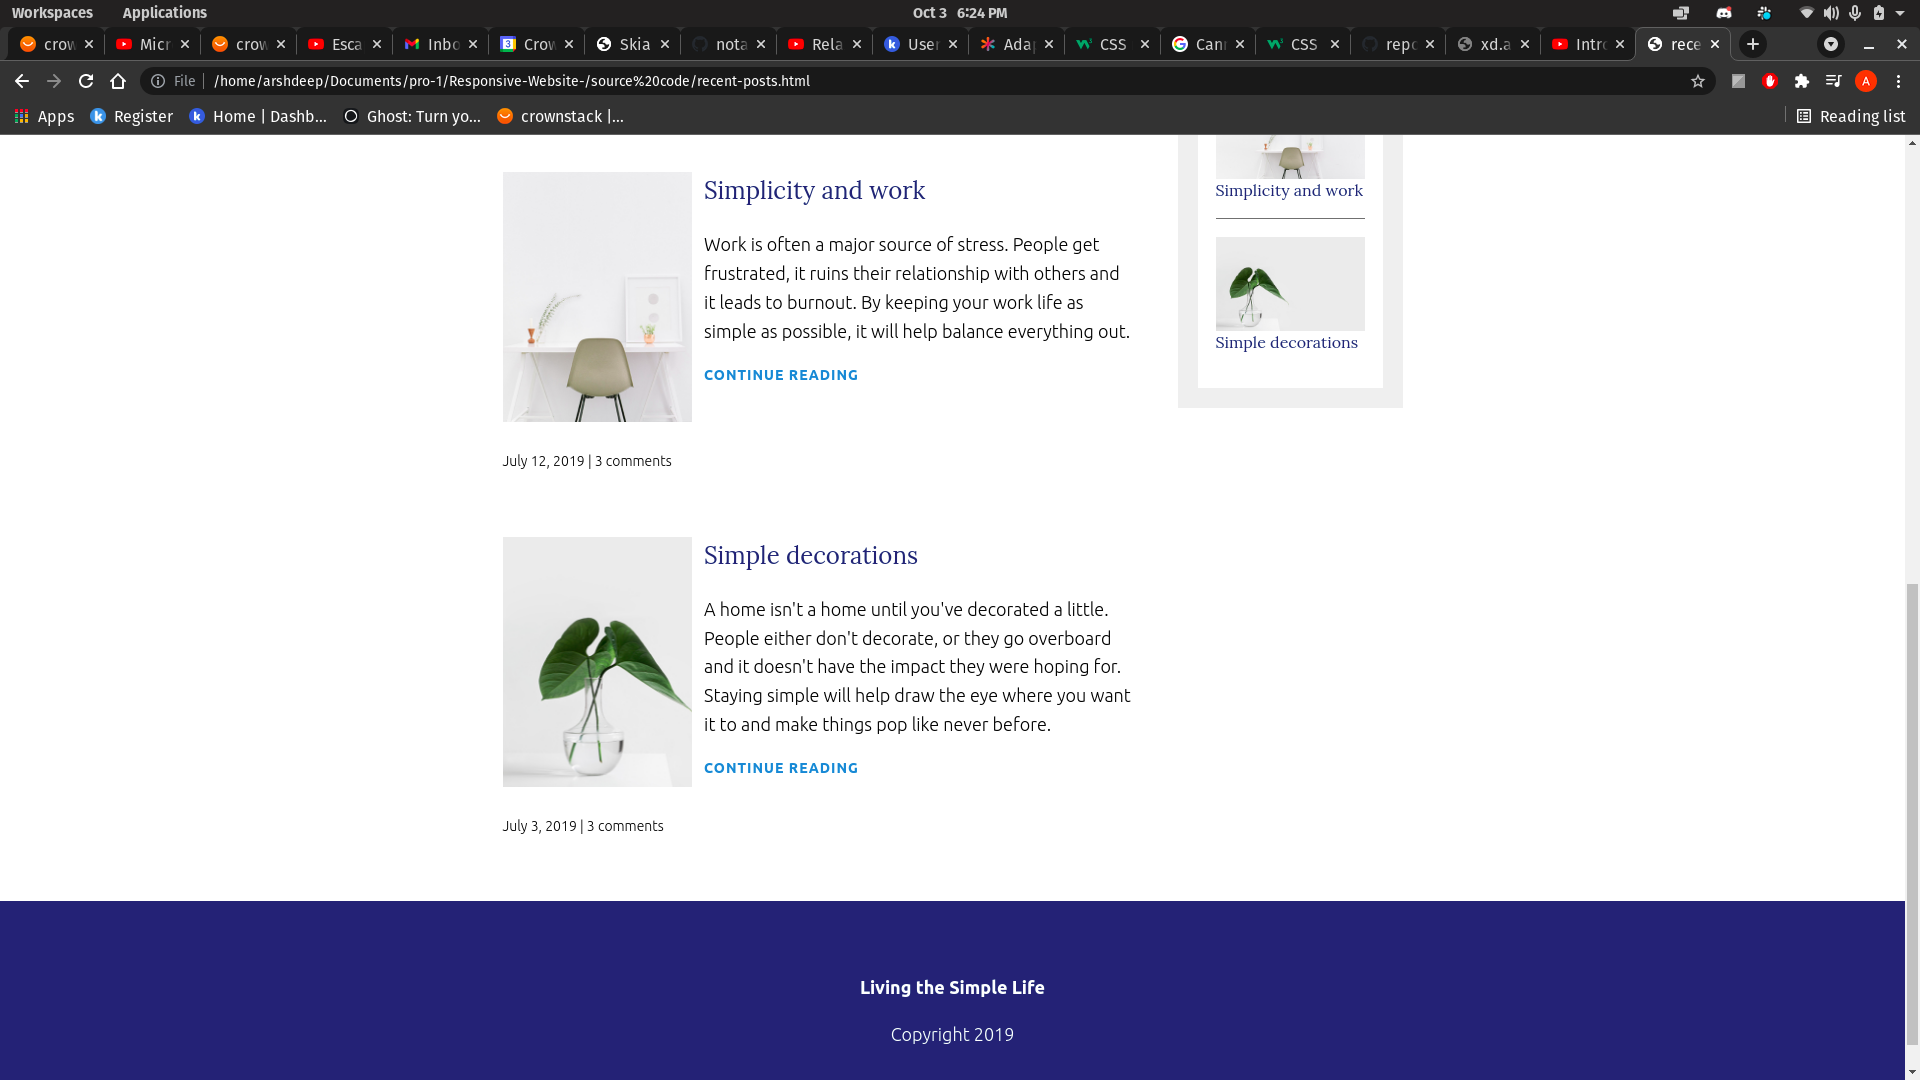 Workspaces Applications Oct 3 6:24 PM
crow Micr crow Esca Inbo Crow Skia nota Rela User Adap CSS Can CSS repo xd.a Intro rece
File /home/arshdeep/Documents/pro-1/Responsive-Website-/source%20code/recent-posts.html A
Apps Register Home | Dashb... Ghost: Turn yo... crownstack |... Reading list
Simplicity and work
Work is often a major source of stress. People get
frustrated, it ruins their relationship with others and
it leads to burnout. By keeping your work life as
simple as possible, it will help balance everything out.
CONTINUE READING
July 12, 2019 | 3 comments
Simple decorations
A home isn't a home until you've decorated a little.
People either don't decorate, or they go overboard
and it doesn't have the impact they were hoping for.
Staying simple will help draw the eye where you want
it to and make things pop like never before.
CONTINUE READING
July 3, 2019 | 3 comments
Simplicity and work
Simple decorations
Living the Simple Life
Copyright 2019